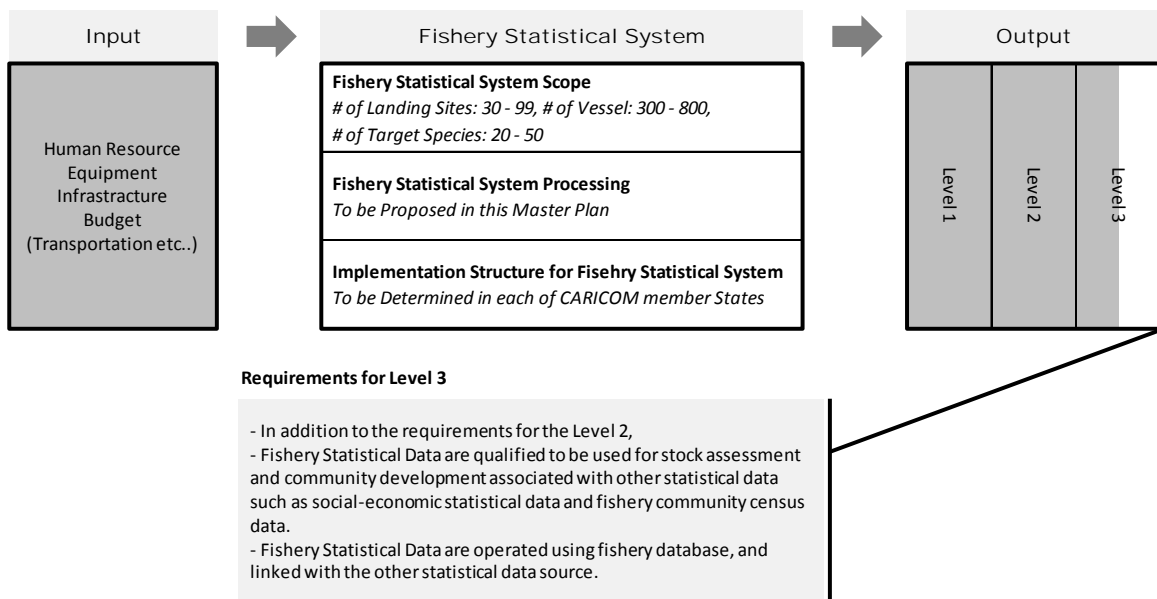 Input
Fishery Statistical System
Output
Human Resource
Equipment
Infrastracture
Budget
(Transportation etc..)
Fishery Statistical System Scope
# of Landing Sites: 30 - 99, # of Vessel: 300 - 800,
# of Target Species: 20 - 50
Fishery Statistical System Processing
To be Proposed in this Master Plan
Implementation Structure for Fisehry Statistical System
To be Determined in each of CARICOM member States
Level 1
Level 2
Level 3
Requirements for Level 3
- In addition to the requirements for the Level 2,
- Fishery Statistical Data are qualified to be used for stock assessment
and community development associated with other statistical data
such as social-economic statistical data and fishery community census
data.
- Fishery Statistical Data are operated using fishery database, and
linked with the other statistical data source.